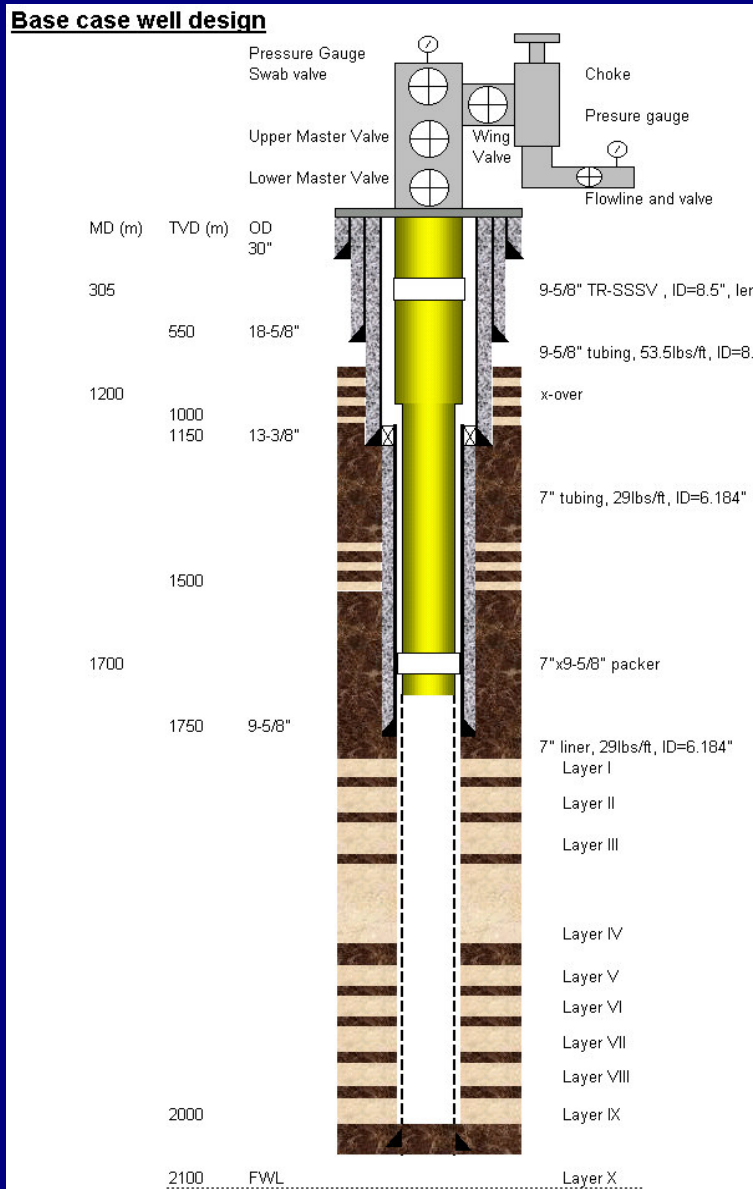 Base case well design
Pressure Gauge
Swab valve
Choke
Presure gauge
Upper Master Valve
Wing
Valve
Lower Master Valve
Flowline and valve
MD (m) TVD (m) OD
30"
305 9-5/8" TR-SSSV , ID=8.5", ler
550 18-5/8"
9-5/8" tubing, 53.5lbs/ft, ID=8.
1200 x-over
1000
1150 13-3/8"
7" tubing, 29lbs/ft, ID=6.184"
1500
1700 7"x9-5/8" packer
1750 9-5/8"
7" liner, 29lbs/ft, ID=6.184"
Layer I
Layer II
Layer III
Layer IV
Layer V
Layer VI
Layer VII
Layer VIII
2000 Layer IX
2100 FWL Layer X